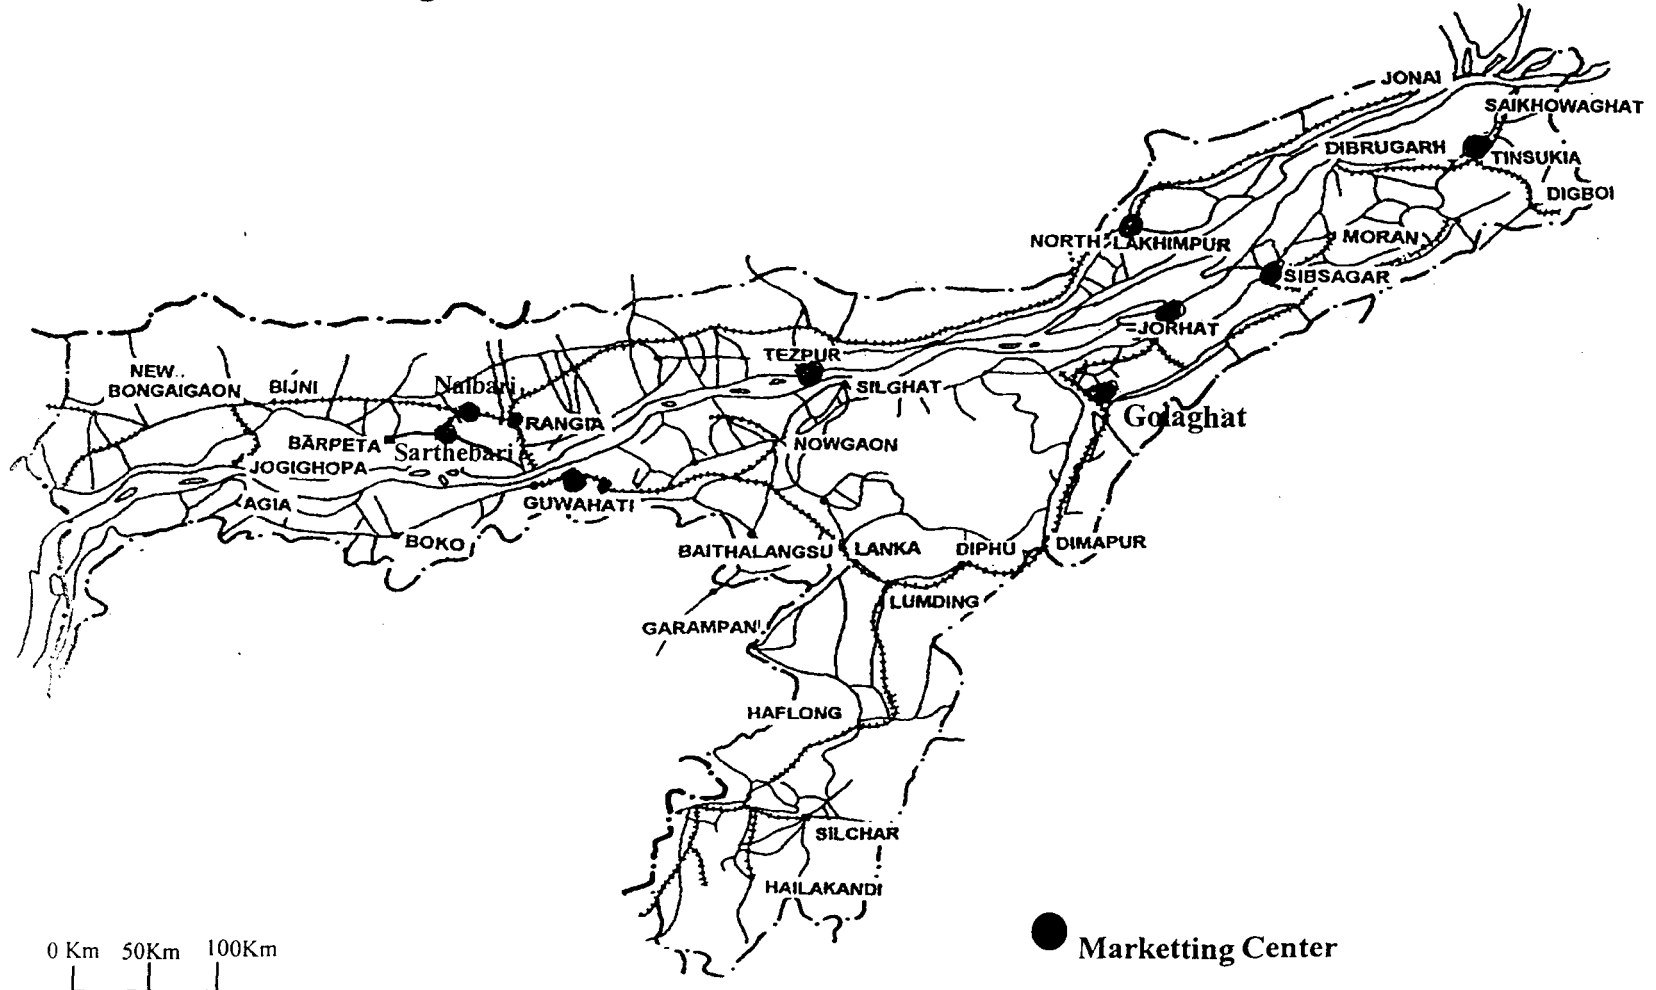 JONAI
SAIKHOWAGHAT
DIBRUGARH
TINSUKIA
DIGBOI
NORTH LAKHIMPUR
MORAN
SIBSAGAR
=JORHAT
TEZPUR
SILGHAT
NEW..
BONGAIGAON
BIJNI
Nalbari
RANGIA
Golaghat
BARPETA
Sarthebari
NOWGAON
JOGIGHOPA
AGIA
GUWAHATI
BOKO
BAITHALANGSU
LANKA
DIPHU
DIMAPUR
LUMDING
GARAMPANI
HAFLONG
SILCHAR
HAILAKANDI
0 Km 50Km 100Km
Marketting Center